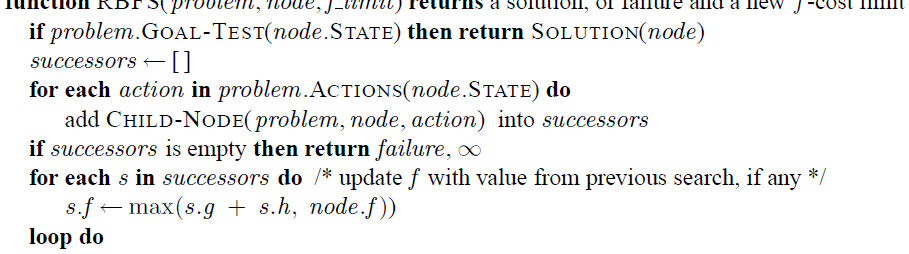 function RBFS(problem, node, f_limit) returns a solution, or failure and a new f-cost limit
if problem.GOAL-TEST(node.STATE) then return SOLUTION(node)
successors ← [ ]
for each action in problem.ACTIONS(node.STATE) do
add CHILD-NODE(problem, node, action) into successors
if successors is empty then return failure, ∞
for each s in successors do /* update f with value from previous search, if any */
s.f ← max(s.g + s.h, node.f))
loop do